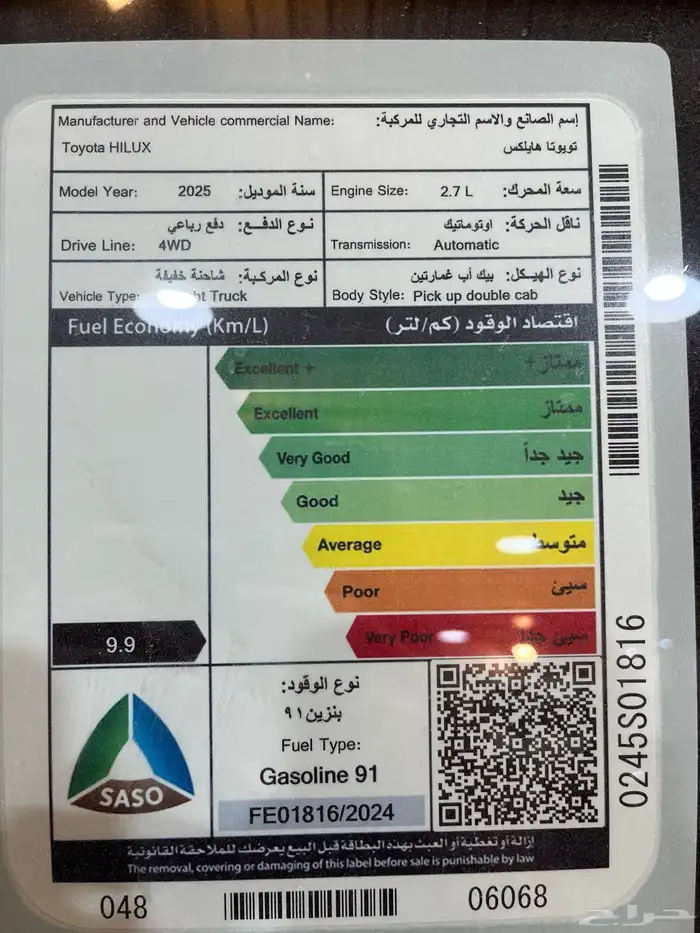 Manufacturer and Vehicle commercial Name: إسم الصانع والاسم التجاري للمركبة:
Toyota HILUX تويوتا هايلكس
Model Year: 2025 سنة الموديل: Engine Size: 2.7 L سعة المحرك:
نوع الدفع: دفع رباعي ناقل الحركة: اوتوماتيك
Drive Line: 4WD Transmission: Automatic
نوع المركبة: شاحنة خفيفة نوع الهيكل: بيك أب غمارتين
Vehicle Type: Truck Body Style: Pick up double cab
Fuel Economy (Km/L) اقتصاد الوقود (كم/لتر)
Excellent + ممتاز+
Excellent ممتاز
Very Good جيد جداً
Good جيد
Average متوسط
Poor سيئ
Very Poor سيئ جداً
9.9
نوع الوقود:
بنزين ٩١
Fuel Type:
Gasoline 91
FE01816/2024
SASO
إزالة أو تغطية أو العبث بهذه البطاقة قبل البيع يعرضك للملاحقة القانونية
The removal, covering or damaging of this label before sale is punishable by law
048 06068
0245S01816
حراج